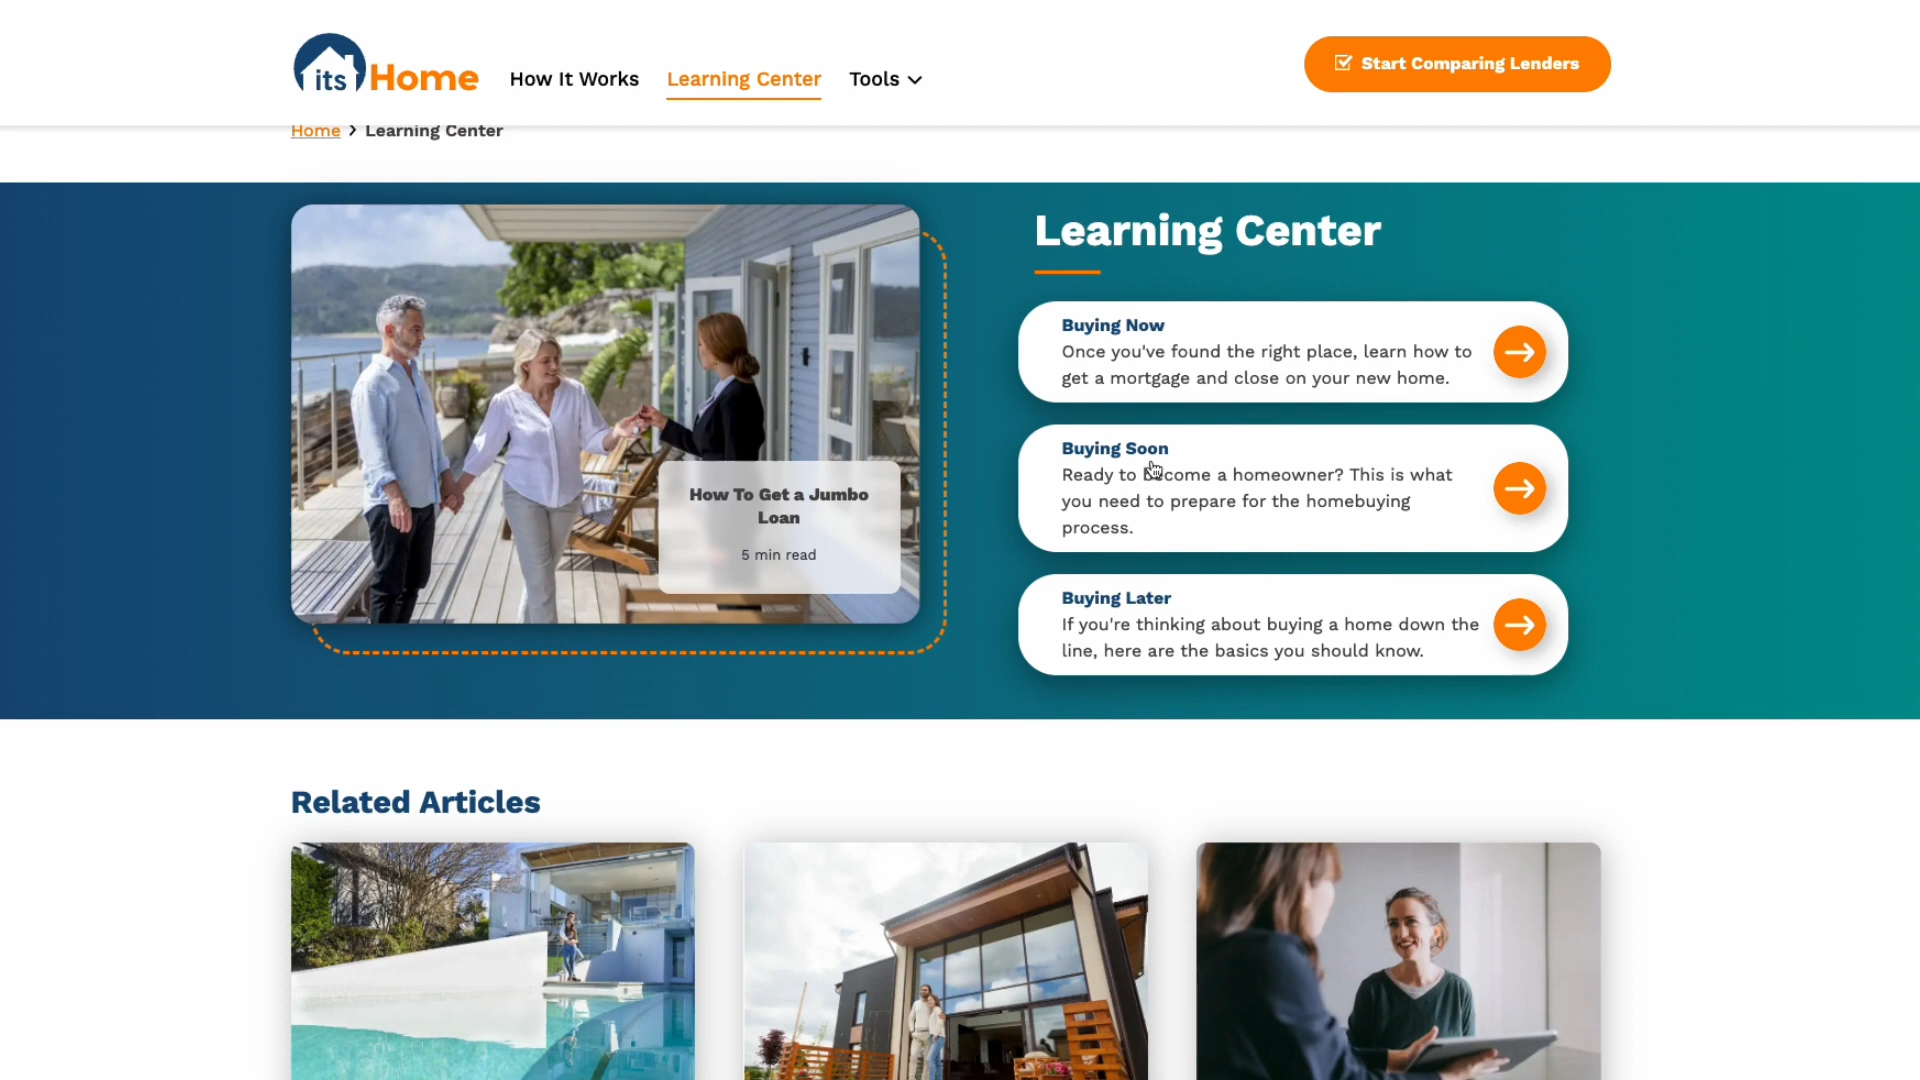 its Home
How It Works
Learning Center
Tools
Start Comparing Lenders
Home > Learning Center
How To Get a Jumbo
Loan
5 min read
Learning Center
Buying Now
Once you've found the right place, learn how to
get a mortgage and close on your new home.
Buying Soon
Ready to become a homeowner? This is what
you need to prepare for the homebuying
process.
Buying Later
If you're thinking about buying a home down the
line, here are the basics you should know.
Related Articles